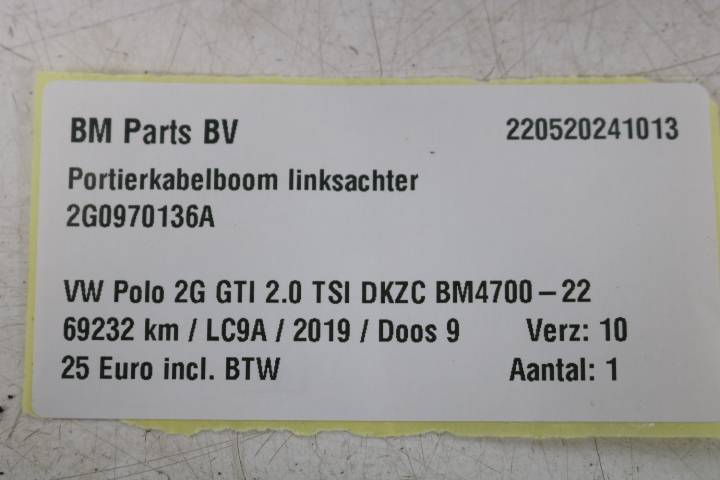 BM Parts BV 220520241013
Portierkabelboom linksachter
2G0970136A
VW Polo 2G GTI 2.0 TSI DKZC BM4700-22
69232 km / LC9A / 2019 / Doos 9 Verz: 10
25 Euro incl. BTW Aantal: 1